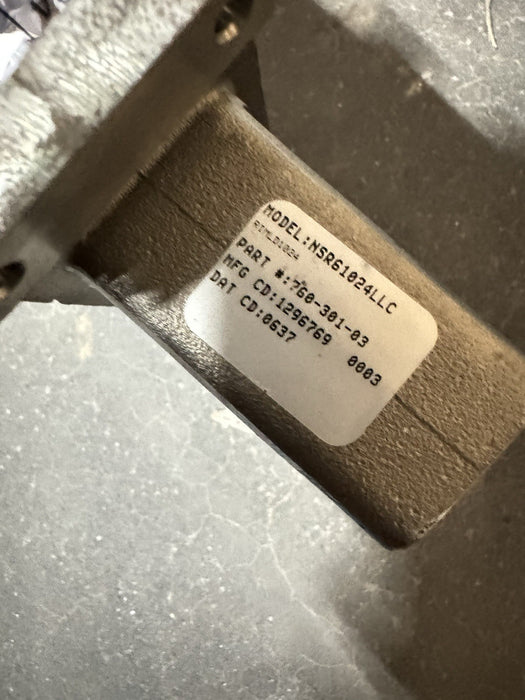 MODEL:NSR61024LLC
PART #:760-301-03
MFG CD:1296769 0003
DAT CD:0637